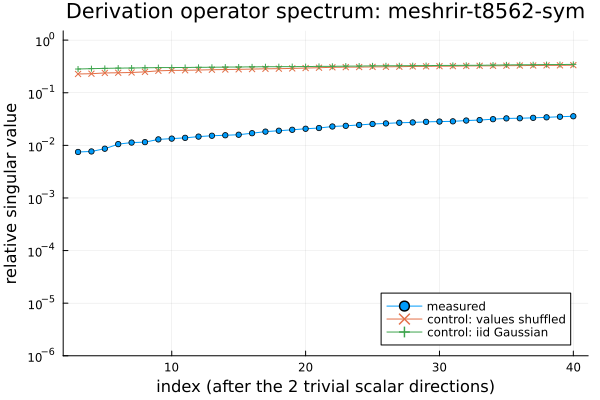 Derivation operator spectrum: meshrir-t8562-sym
relative singular value
10⁰
10⁻¹
10⁻²
10⁻³
10⁻⁴
10⁻⁵
10⁻⁶
measured
control: values shuffled
control: iid Gaussian
10 20 30 40
index (after the 2 trivial scalar directions)